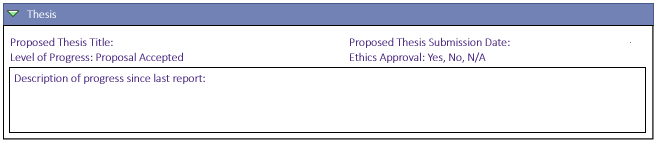 Thesis
Proposed Thesis Title: Proposed Thesis Submission Date:
Level of Progress: Proposal Accepted Ethics Approval: Yes, No, N/A
Description of progress since last report: